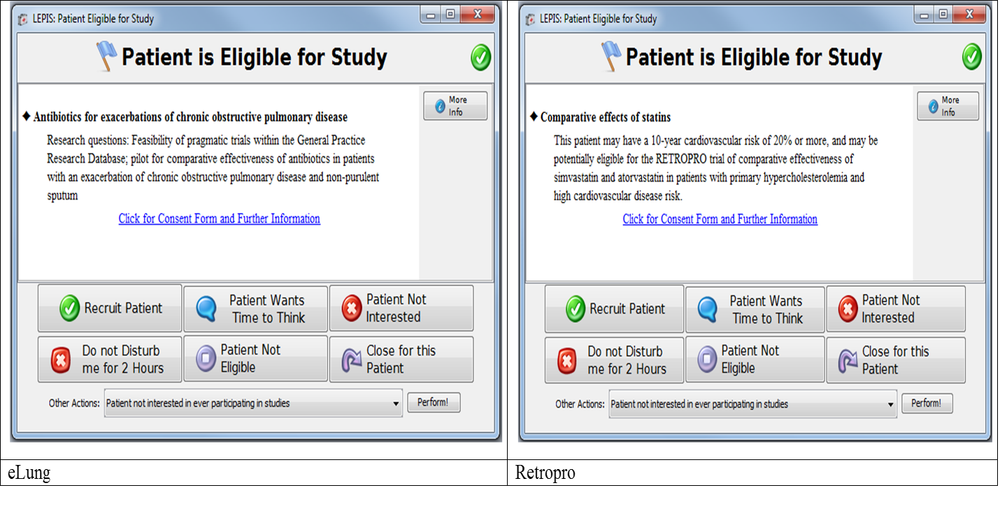 LEPIS: Patient Eligible for Study
Patient is Eligible for Study
More
Info
♦ Antibiotics for exacerbations of chronic obstructive pulmonary disease
Research questions: Feasibility of pragmatic trials within the General Practice
Research Database; pilot for comparative effectiveness of antibiotics in patients
with an exacerbation of chronic obstructive pulmonary disease and non-purulent
sputum
Click for Consent Form and Further Information
Recruit Patient
Patient Wants
Time to Think
Patient Not
Interested
Do not Disturb
me for 2 Hours
Patient Not
Eligible
Close for this
Patient
Other Actions: Patient not interested in ever participating in studies Perform!
eLung
LEPIS: Patient Eligible for Study
Patient is Eligible for Study
More
Info
♦ Comparative effects of statins
This patient may have a 10-year cardiovascular risk of 20% or more, and may be
potentially eligible for the RETROPRO trial of comparative effectiveness of
simvastatin and atorvastatin in patients with primary hypercholesterolemia and
high cardiovascular disease risk.
Click for Consent Form and Further Information
Recruit Patient
Patient Wants
Time to Think
Patient Not
Interested
Do not Disturb
me for 2 Hours
Patient Not
Eligible
Close for this
Patient
Other Actions: Patient not interested in ever participating in studies Perform!
Retropro